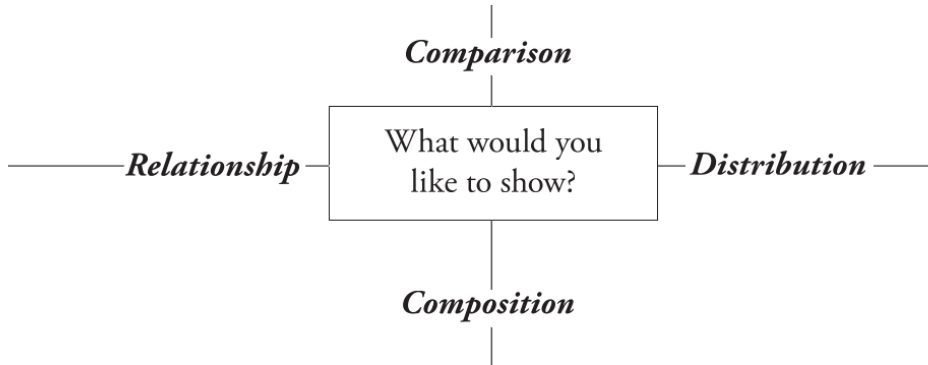 Comparison
What would you
like to show?
Relationship
Distribution
Composition